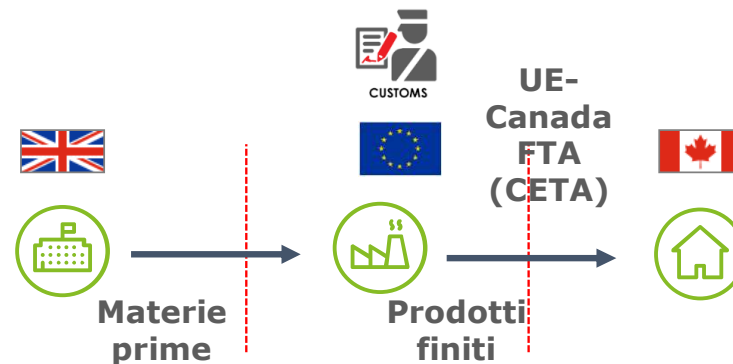 CUSTOMS
UE-
Canada
FTA
(CETA)
Materie
prime
Prodotti
finiti